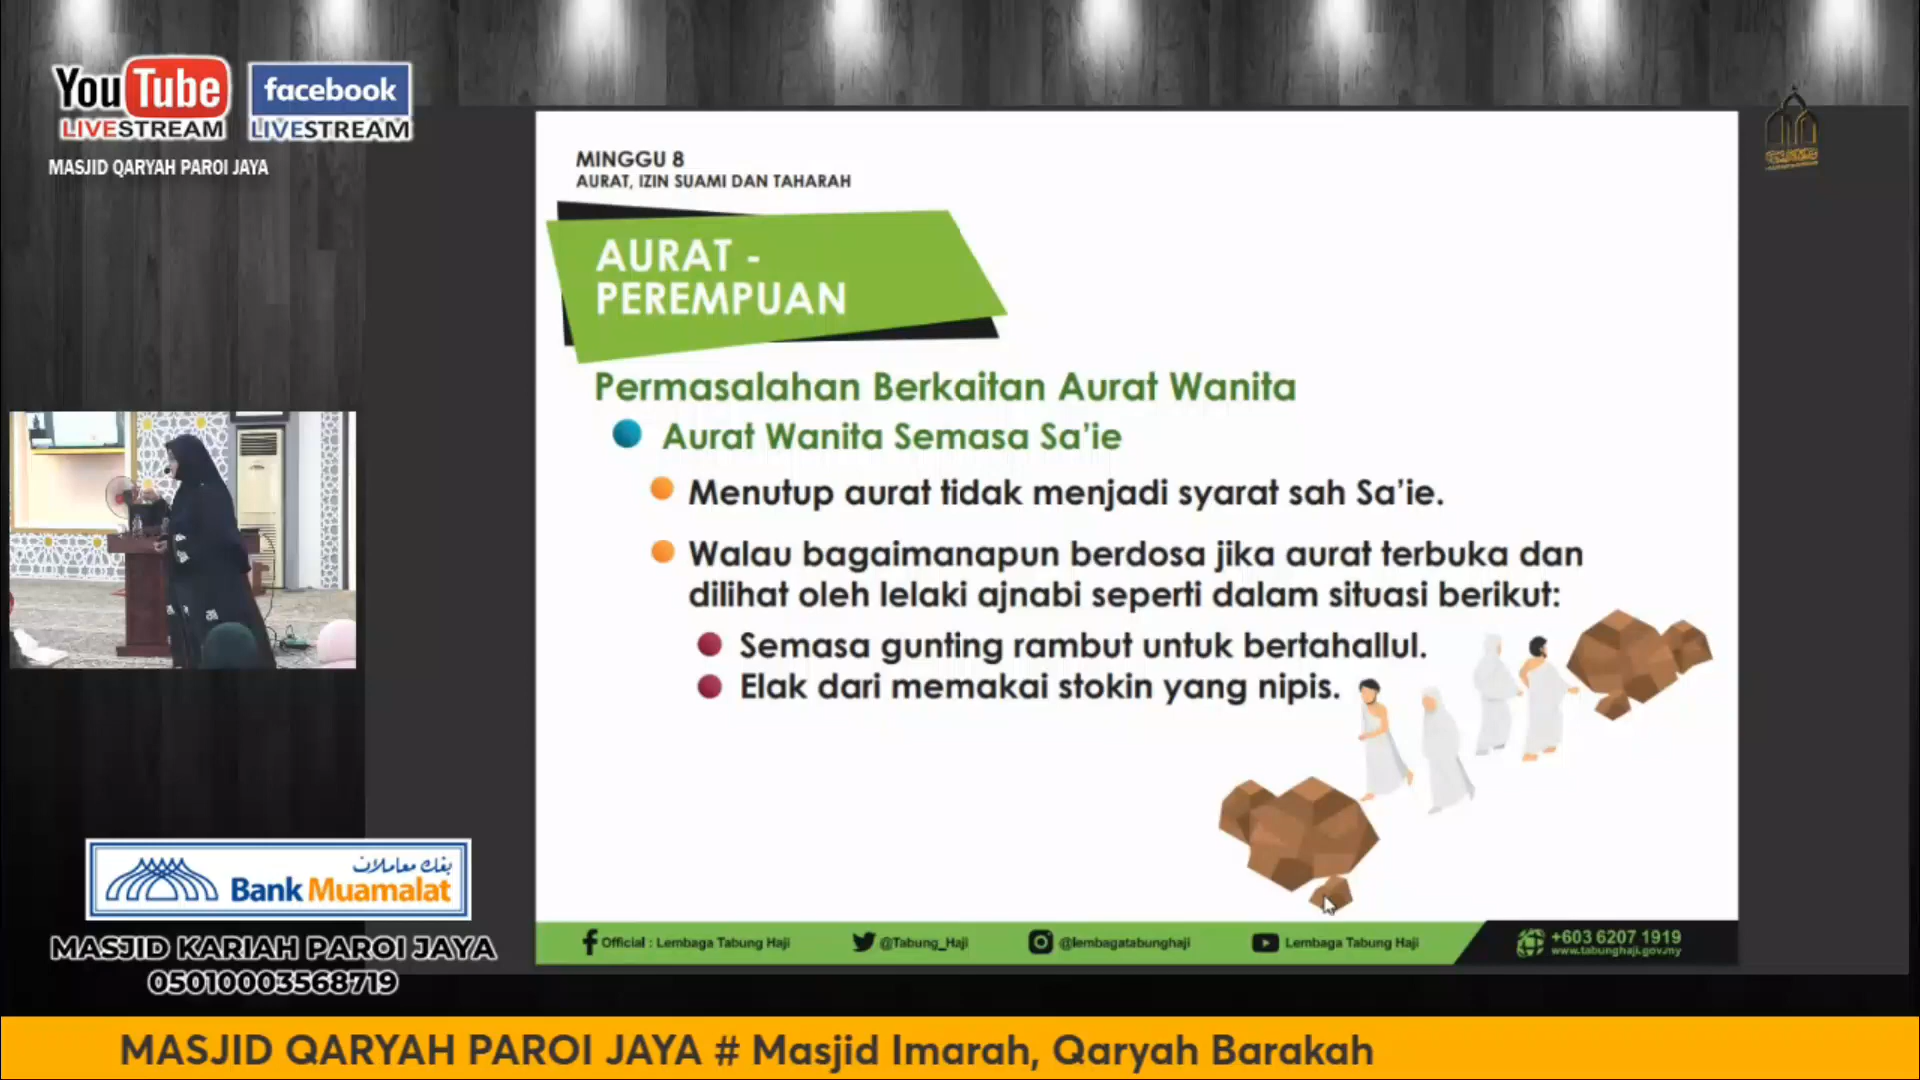 YouTube
LIVESTREAM
facebook
LIVESTREAM
MASJID QARYAH PAROI JAYA
MINGGU 8
AURAT, IZIN SUAMI DAN TAHARAH
AURAT -
PEREMPUAN
Permasalahan Berkaitan Aurat Wanita
Aurat Wanita Semasa Sa'ie
Menutup aurat tidak menjadi syarat sah Sa'ie.
Walau bagaimanapun berdosa jika aurat terbuka dan
dilihat oleh lelaki ajnabi seperti dalam situasi berikut:
Semasa gunting rambut untuk bertahallul.
Elak dari memakai stokin yang nipis.
Official : Lembaga Tabung Haji
@Tabung_Haji
@lembagatabunghaji
Lembaga Tabung Haji
+603 6207 1919
www.tabunghaji.gov.my
بنك معاملات
Bank Muamalat
MASJID KARIAH PAROI JAYA
05010003568719
MASJID QARYAH PAROI JAYA # Masjid Imarah, Qaryah Barakah